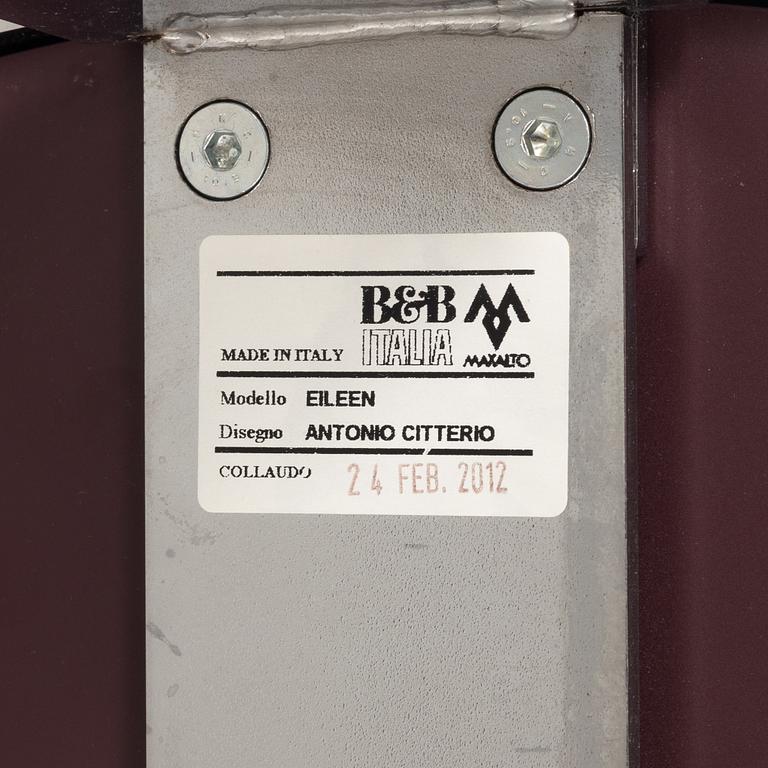 B&B
ITALIA
MAXALTO
MADE IN ITALY
Modello EILEEN
Disegno ANTONIO CITTERIO
COLLAUDO 24 FEB. 2012